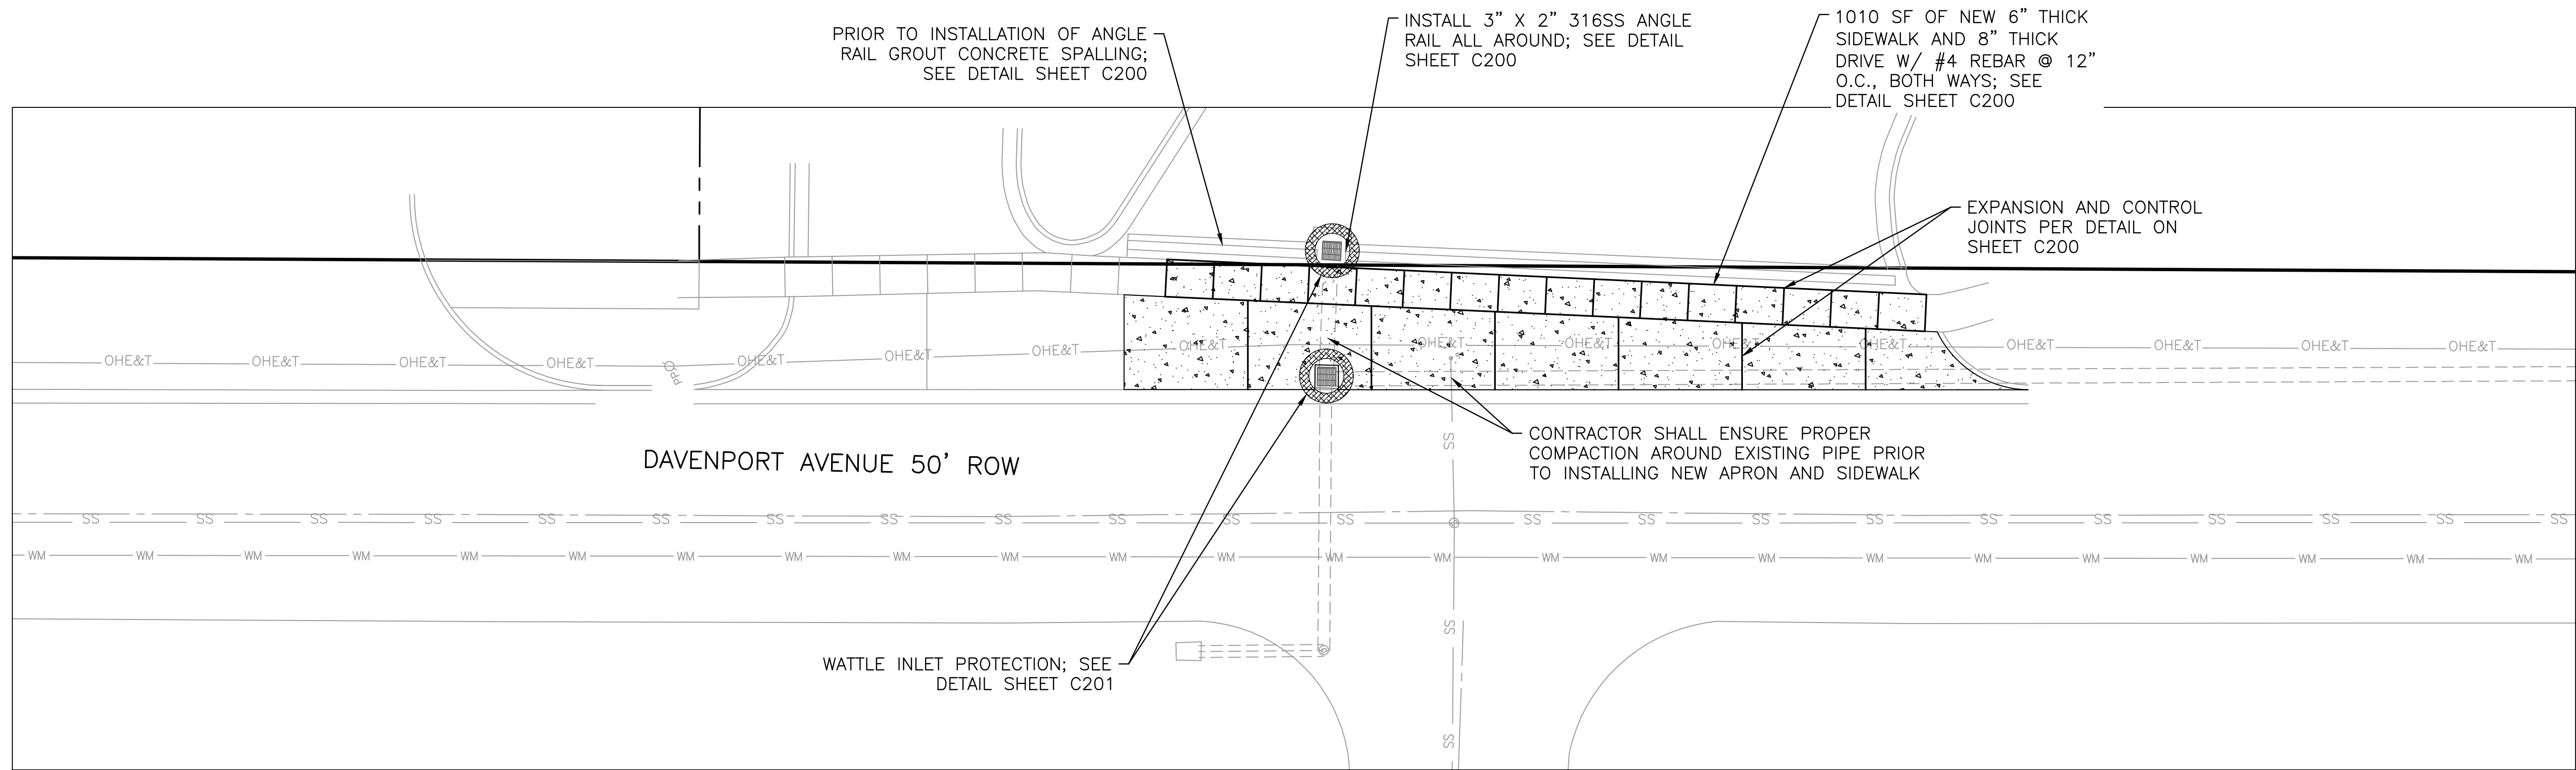 PRIOR TO INSTALLATION OF ANGLE
RAIL GROUT CONCRETE SPALLING;
SEE DETAIL SHEET C200
INSTALL 3" X 2" 316SS ANGLE
RAIL ALL AROUND; SEE DETAIL
SHEET C200
1010 SF OF NEW 6" THICK
SIDEWALK AND 8" THICK
DRIVE W/ #4 REBAR @ 12"
O.C., BOTH WAYS; SEE
DETAIL SHEET C200
EXPANSION AND CONTROL
JOINTS PER DETAIL ON
SHEET C200
OHE&T OHE&T OHE&T OHE&T OHE&T OHE&T OHE&T OHE&T OHE&T OHE&T OHE&T OHE&T OHE&T OHE&T OHE&T OHE&T
PPO
CONTRACTOR SHALL ENSURE PROPER
COMPACTION AROUND EXISTING PIPE PRIOR
TO INSTALLING NEW APRON AND SIDEWALK
DAVENPORT AVENUE 50' ROW
SS
SS SS SS SS SS SS SS SS SS SS SS SS SS SS SS SS SS SS SS SS SS SS
WM WM WM WM WM WM WM WM WM WM WM WM WM WM WM WM WM WM WM WM WM WM WM WM
SS
WATTLE INLET PROTECTION; SEE
DETAIL SHEET C201
SS